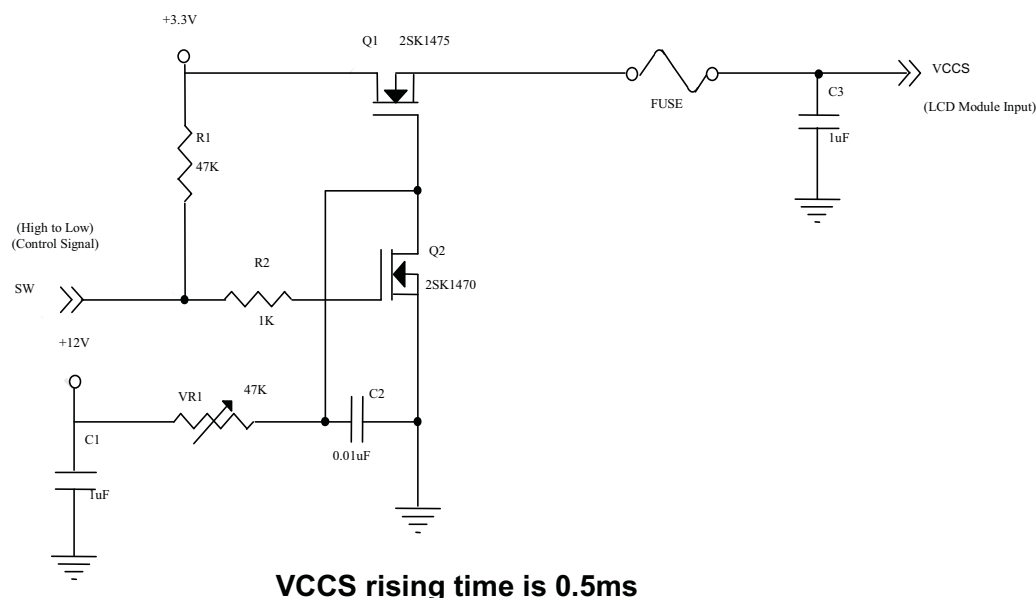 +3.3V
Q1 2SK1475
VCCS
FUSE
C3
(LCD Module Input)
R1
1uF
47K
(High to Low)
(Control Signal)
Q2
R2
SW
2SK1470
1K
+12V
47K
VR1
C2
C1
0.01uF
1uF
VCCS rising time is 0.5ms